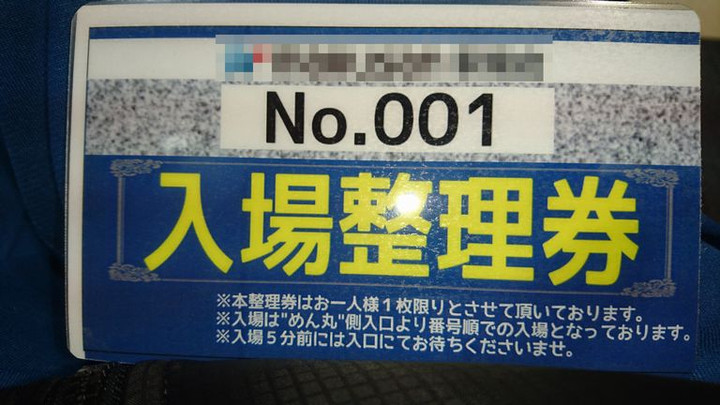 No.001
入場整理券
※本整理券はお一人様1枚限りとさせて頂いております。
※入場は"めん丸"側入口より番号順での入場となっております。
※入場5分前には入口にてお待ちくださいませ。